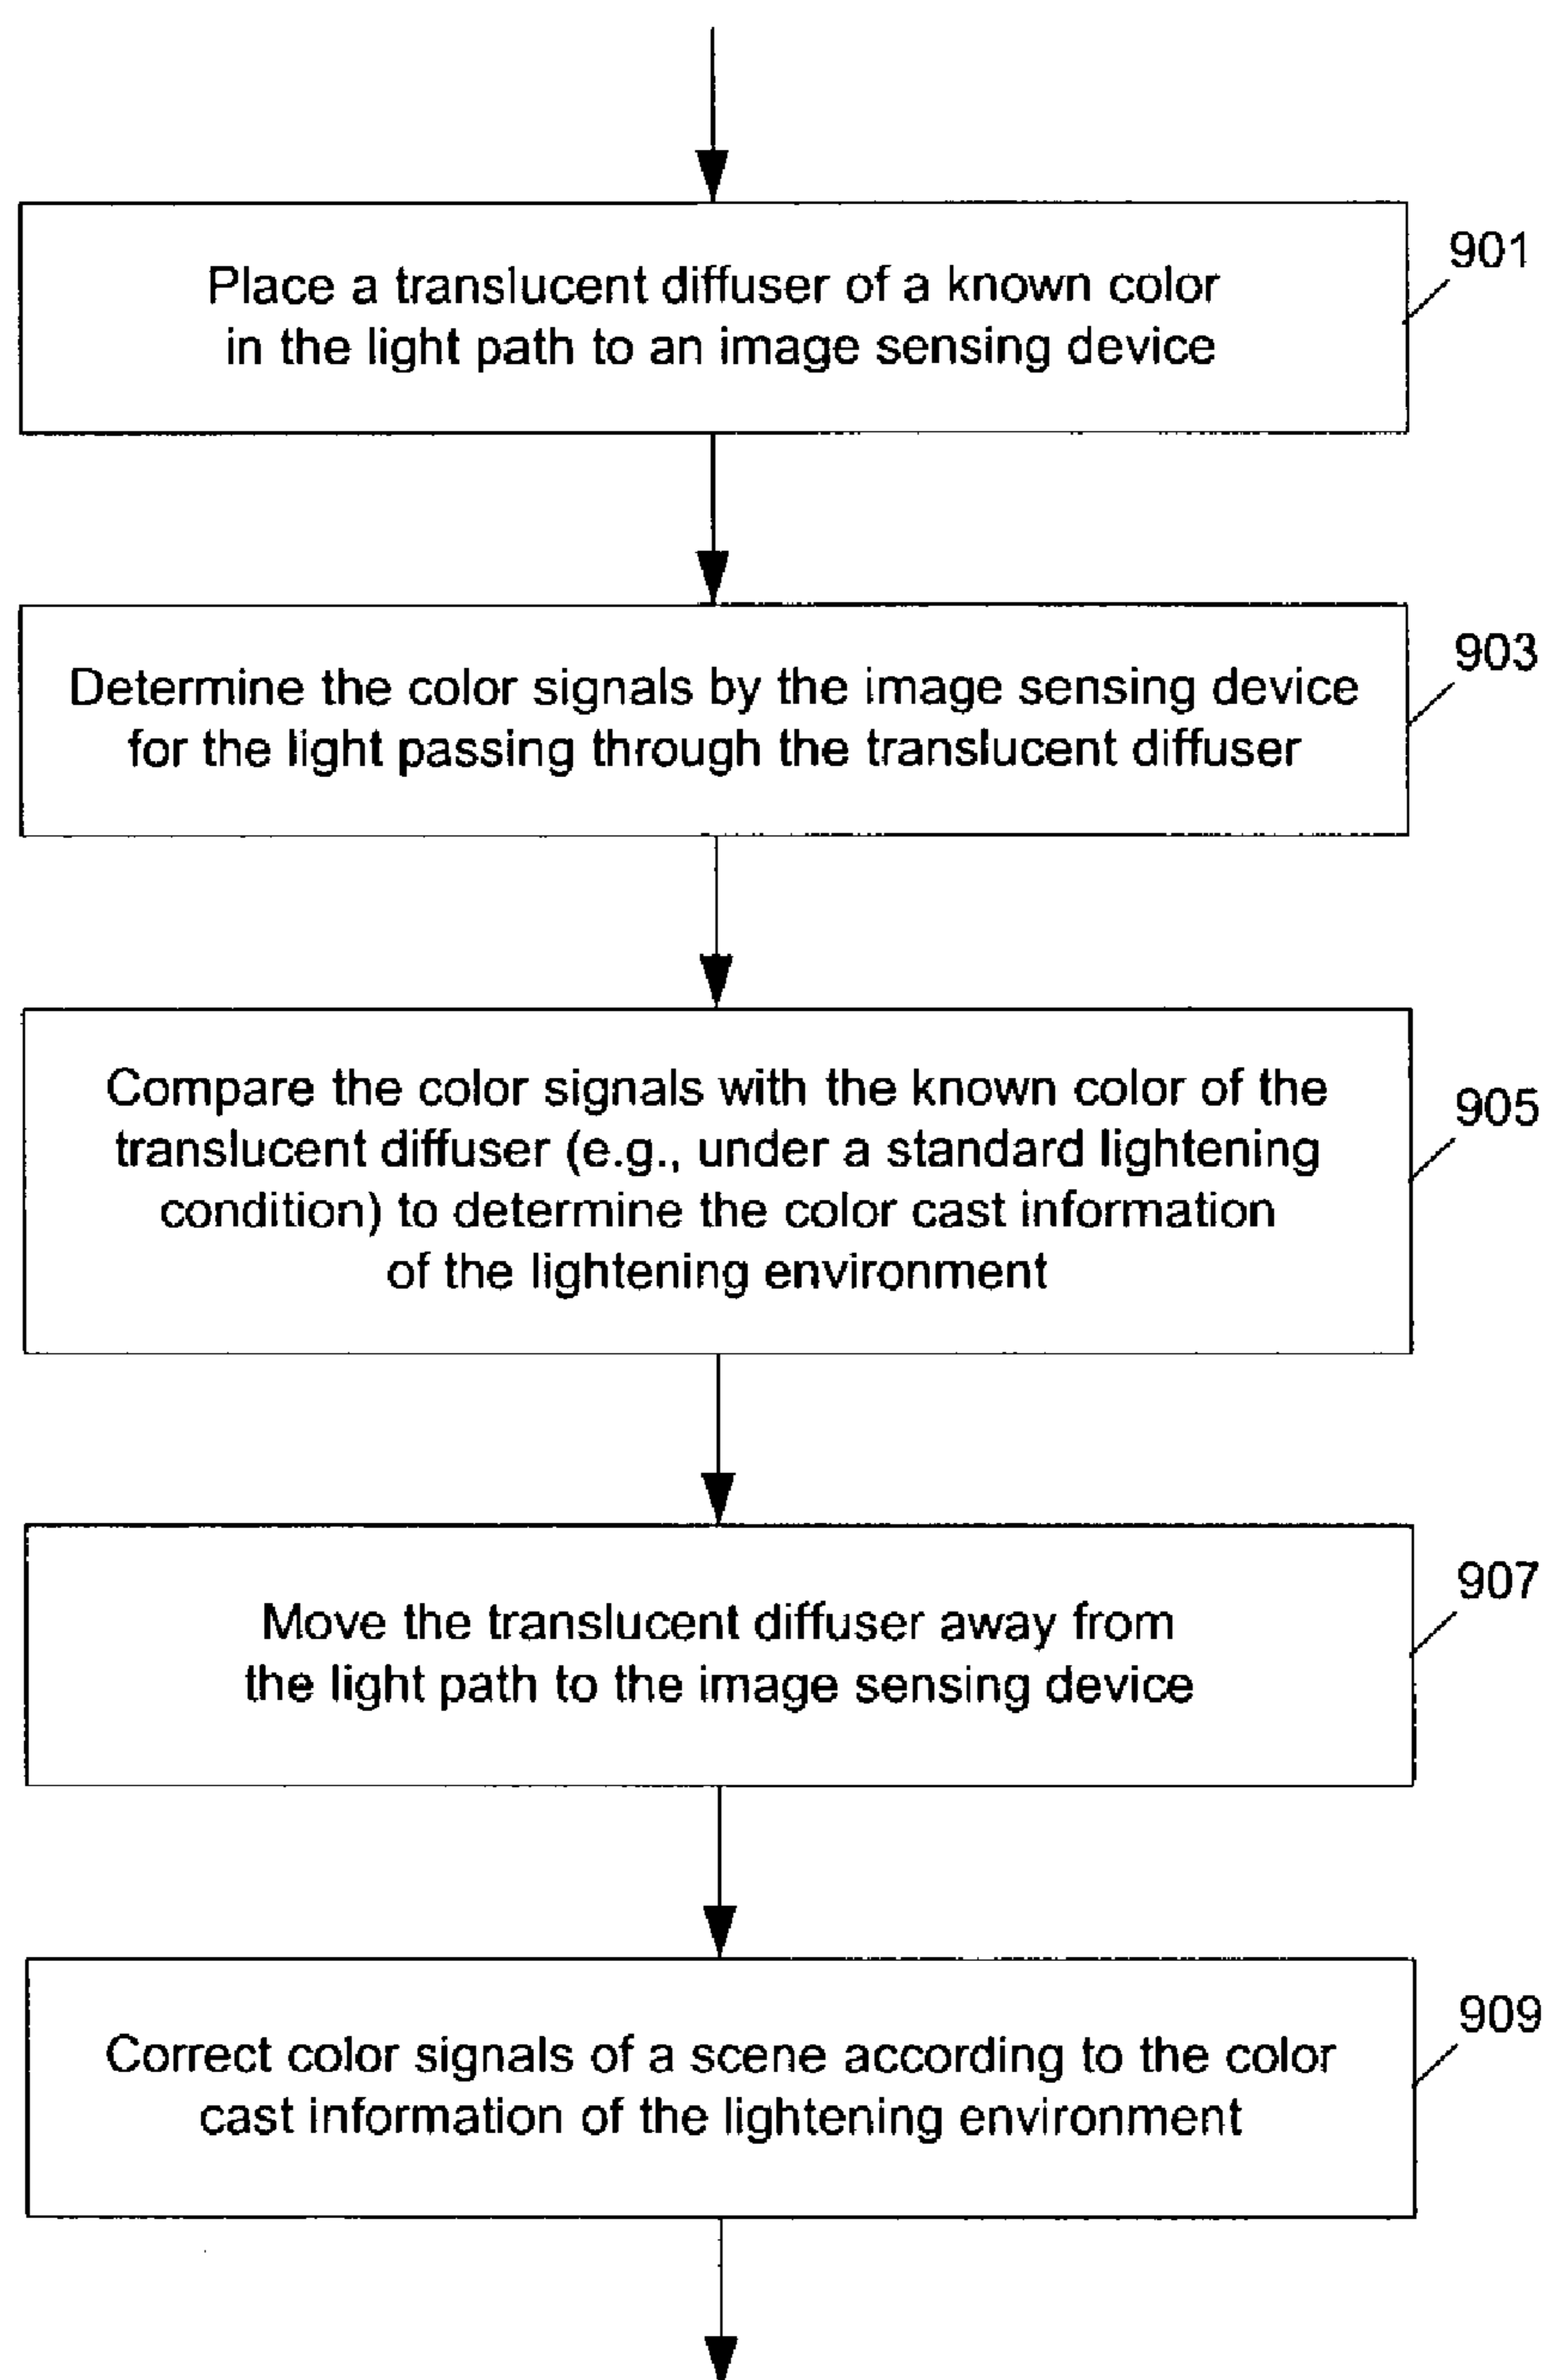 Place a translucent diffuser of a known color
in the light path to an image sensing device
901
Determine the color signals by the image sensing device
for the light passing through the translucent diffuser
903
Compare the color signals with the known color of the
translucent diffuser (e.g., under a standard lightening
condition) to determine the color cast information
of the lightening environment
905
Move the translucent diffuser away from
the light path to the image sensing device
907
Correct color signals of a scene according to the color
cast information of the lightening environment
909